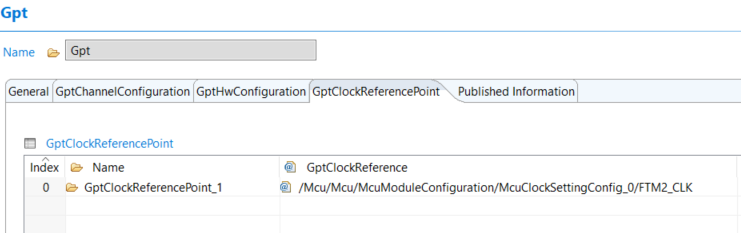 Gpt
Name Gpt
General GptChannelConfiguration GptHwConfiguration GptClockReferencePoint Published Information
GptClockReferencePoint
Index Name GptClockReference
0 GptClockReferencePoint_1 /Mcu/Mcu/McuModuleConfiguration/McuClockSettingConfig_0/FTM2_CLK